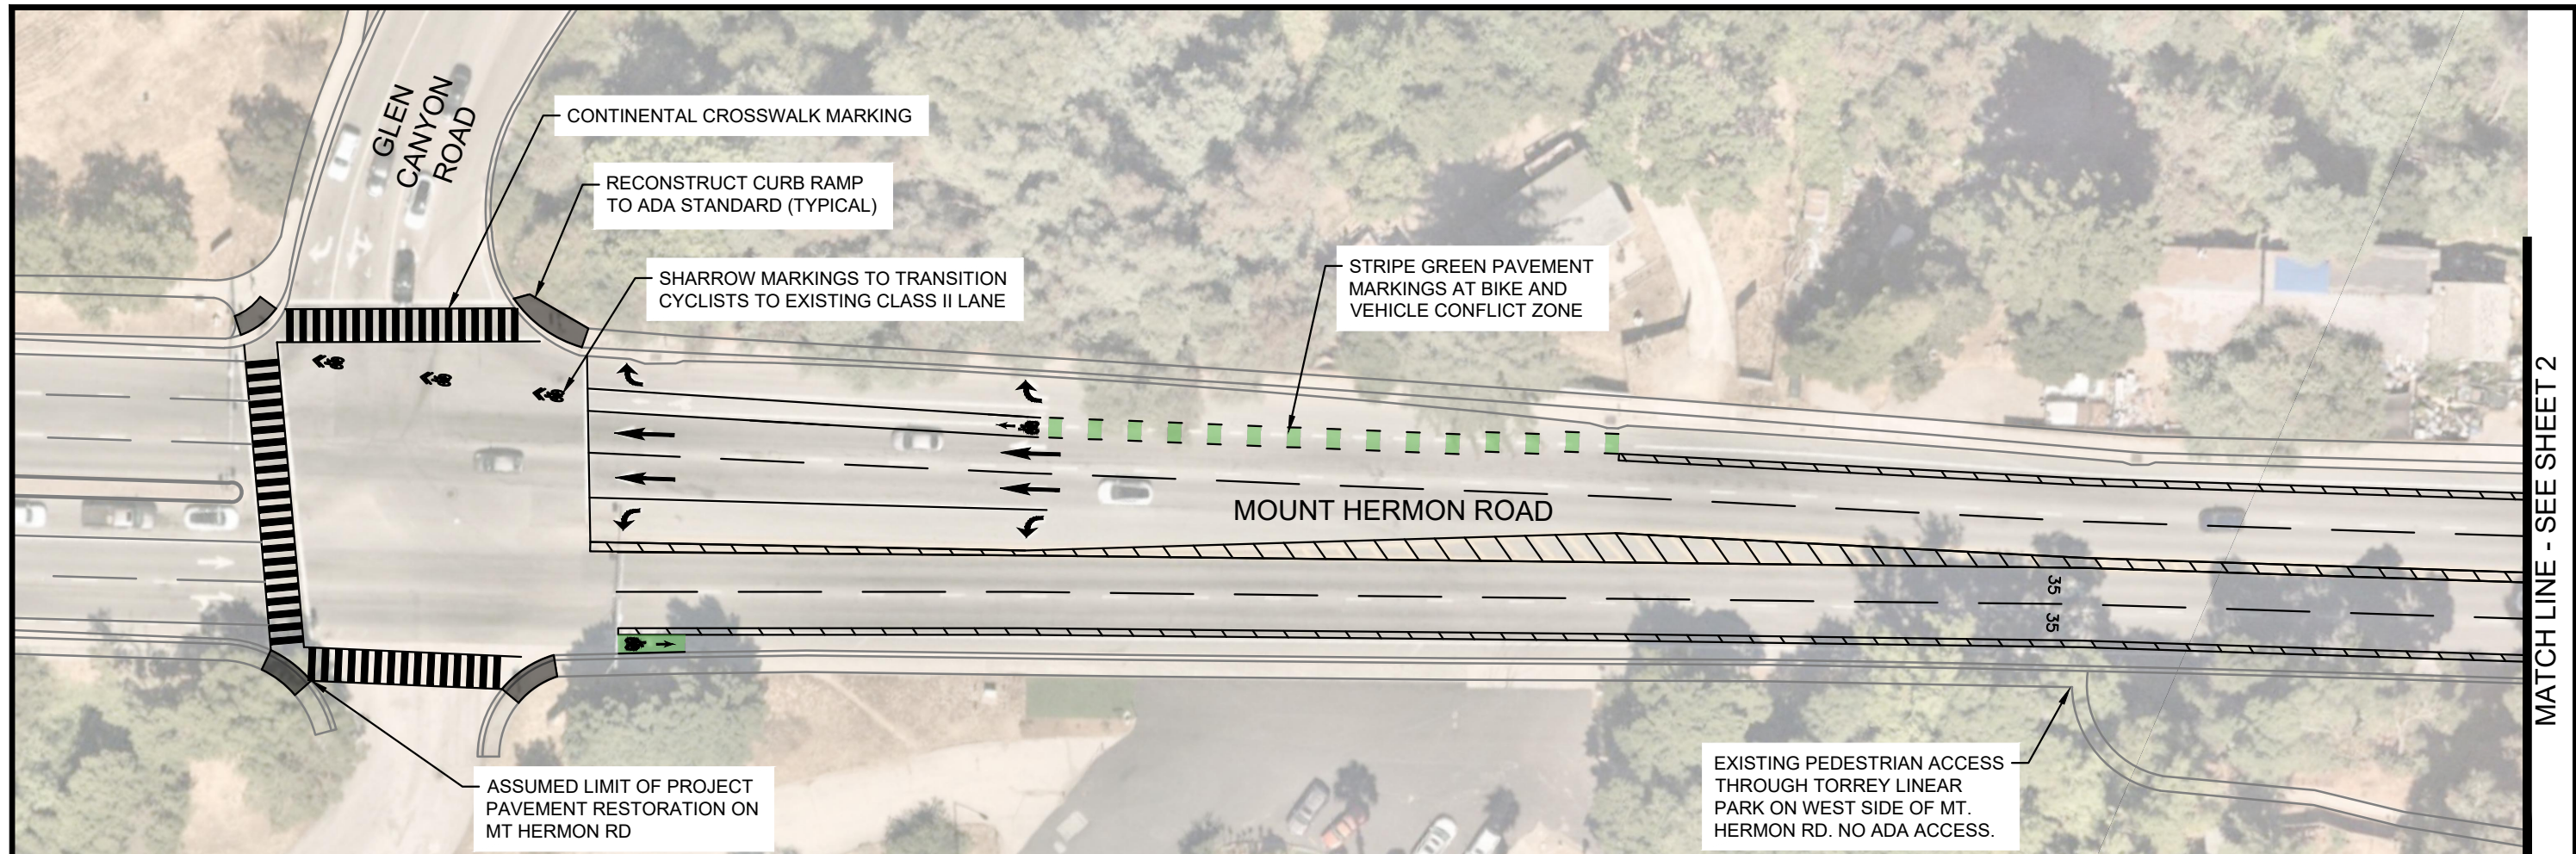 GLEN
CANYON
ROAD
CONTINENTAL CROSSWALK MARKING
RECONSTRUCT CURB RAMP
TO ADA STANDARD (TYPICAL)
SHARROW MARKINGS TO TRANSITION
CYCLISTS TO EXISTING CLASS II LANE
STRIPE GREEN PAVEMENT
MARKINGS AT BIKE AND
VEHICLE CONFLICT ZONE
MOUNT HERMON ROAD
35
35
ASSUMED LIMIT OF PROJECT
PAVEMENT RESTORATION ON
MT HERMON RD
EXISTING PEDESTRIAN ACCESS
THROUGH TORREY LINEAR
PARK ON WEST SIDE OF MT.
HERMON RD. NO ADA ACCESS.
MATCH LINE - SEE SHEET 2